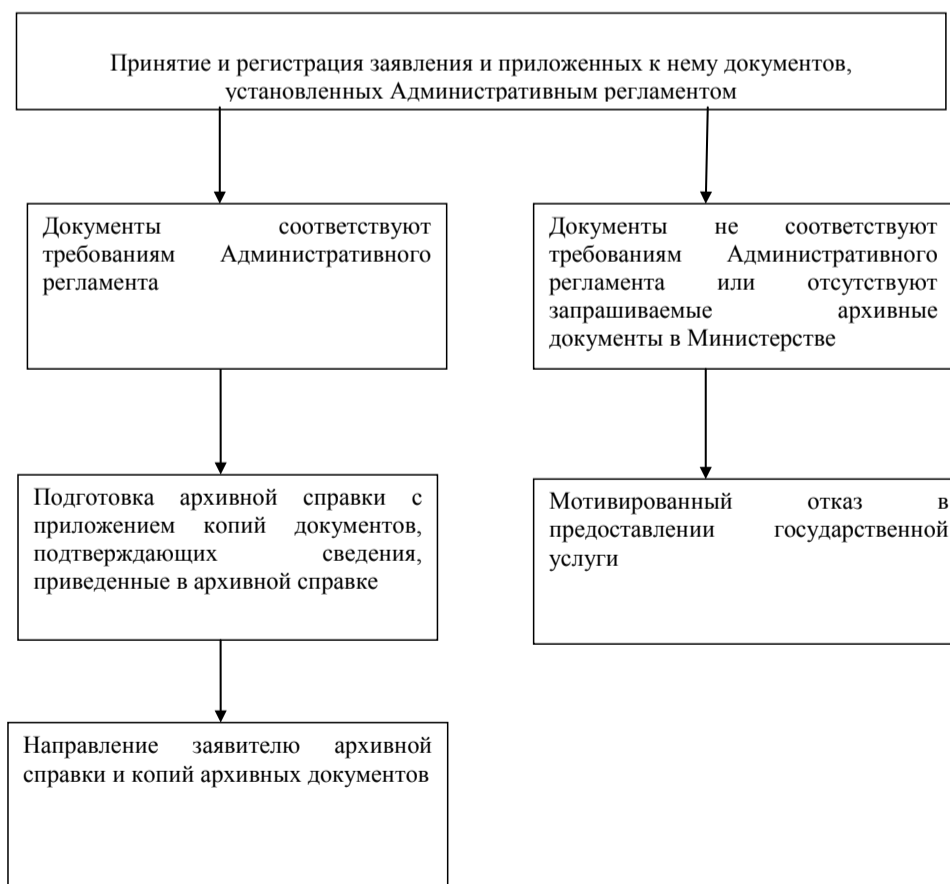 Принятие и регистрация заявления и приложенных к нему документов,
установленных Административным регламентом
Документы соответствуют
требованиям Административного
регламента
Документы не соответствуют
требованиям Административного
регламента или отсутствуют
запрашиваемые архивные
документы в Министерстве
Подготовка архивной справки с
приложением копий документов,
подтверждающих сведения,
приведенные в архивной справке
Мотивированный отказ в
предоставлении государственной
услуги
Направление заявителю архивной
справки и копий архивных документов